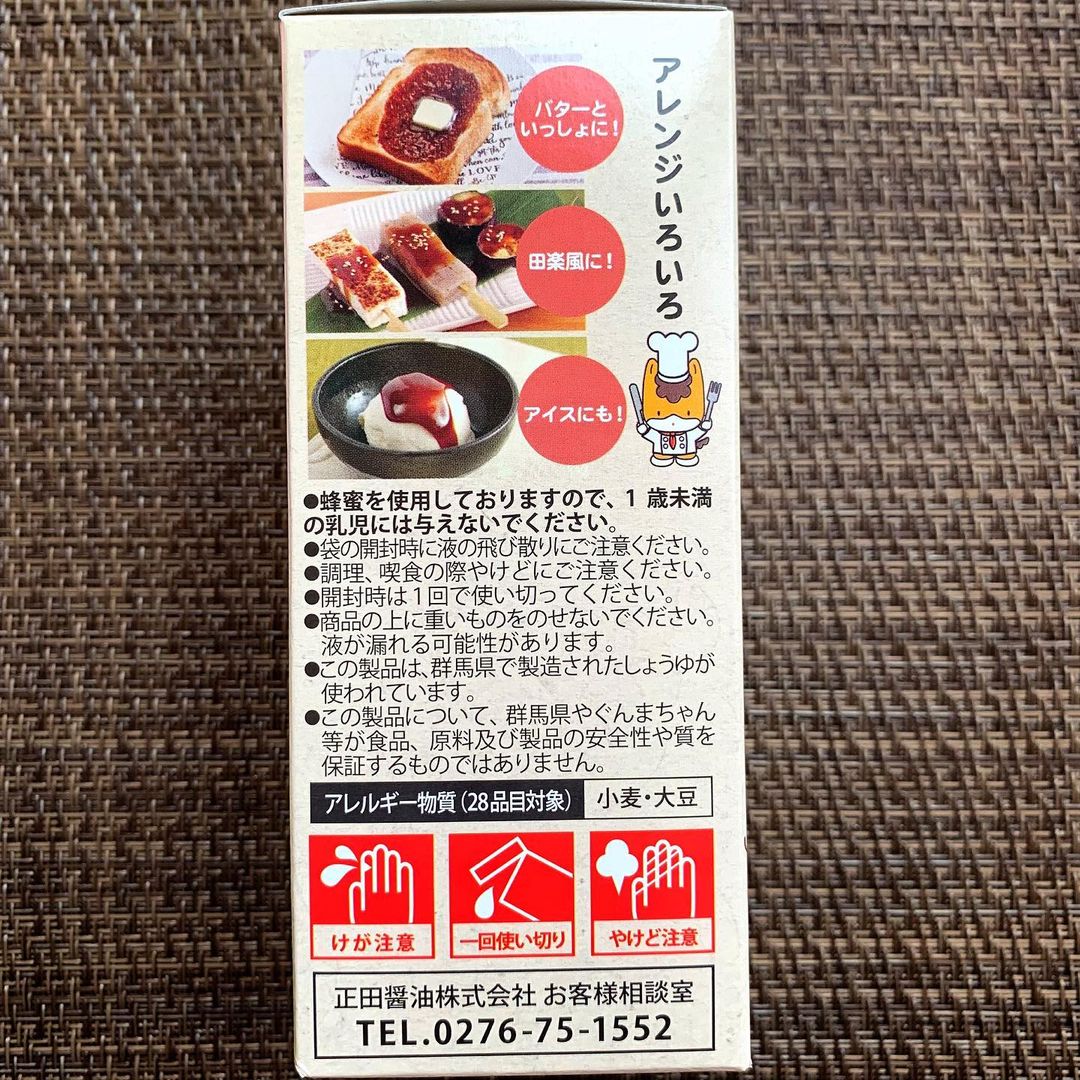 アレンジいろいろ
バターと
いっしょに！
田楽風に！
アイスにも！
●蜂蜜を使用しておりますので、1歳未満
の乳児には与えないでください。
●袋の開封時に液の飛び散りにご注意ください。
●調理、喫食の際やけどにご注意ください。
●開封時は1回で使い切ってください。
●商品の上に重いものをのせないでください。
液が漏れる可能性があります。
●この製品は、群馬県で製造されたしょうゆが
使われています。
●この製品について、群馬県やぐんまちゃん
等が食品、原料及び製品の安全性や質を
保証するものではありません。
アレルギー物質（28品目対象） 小麦・大豆
けが注意 一回使い切り やけど注意
正田醤油株式会社 お客様相談室
TEL.0276-75-1552